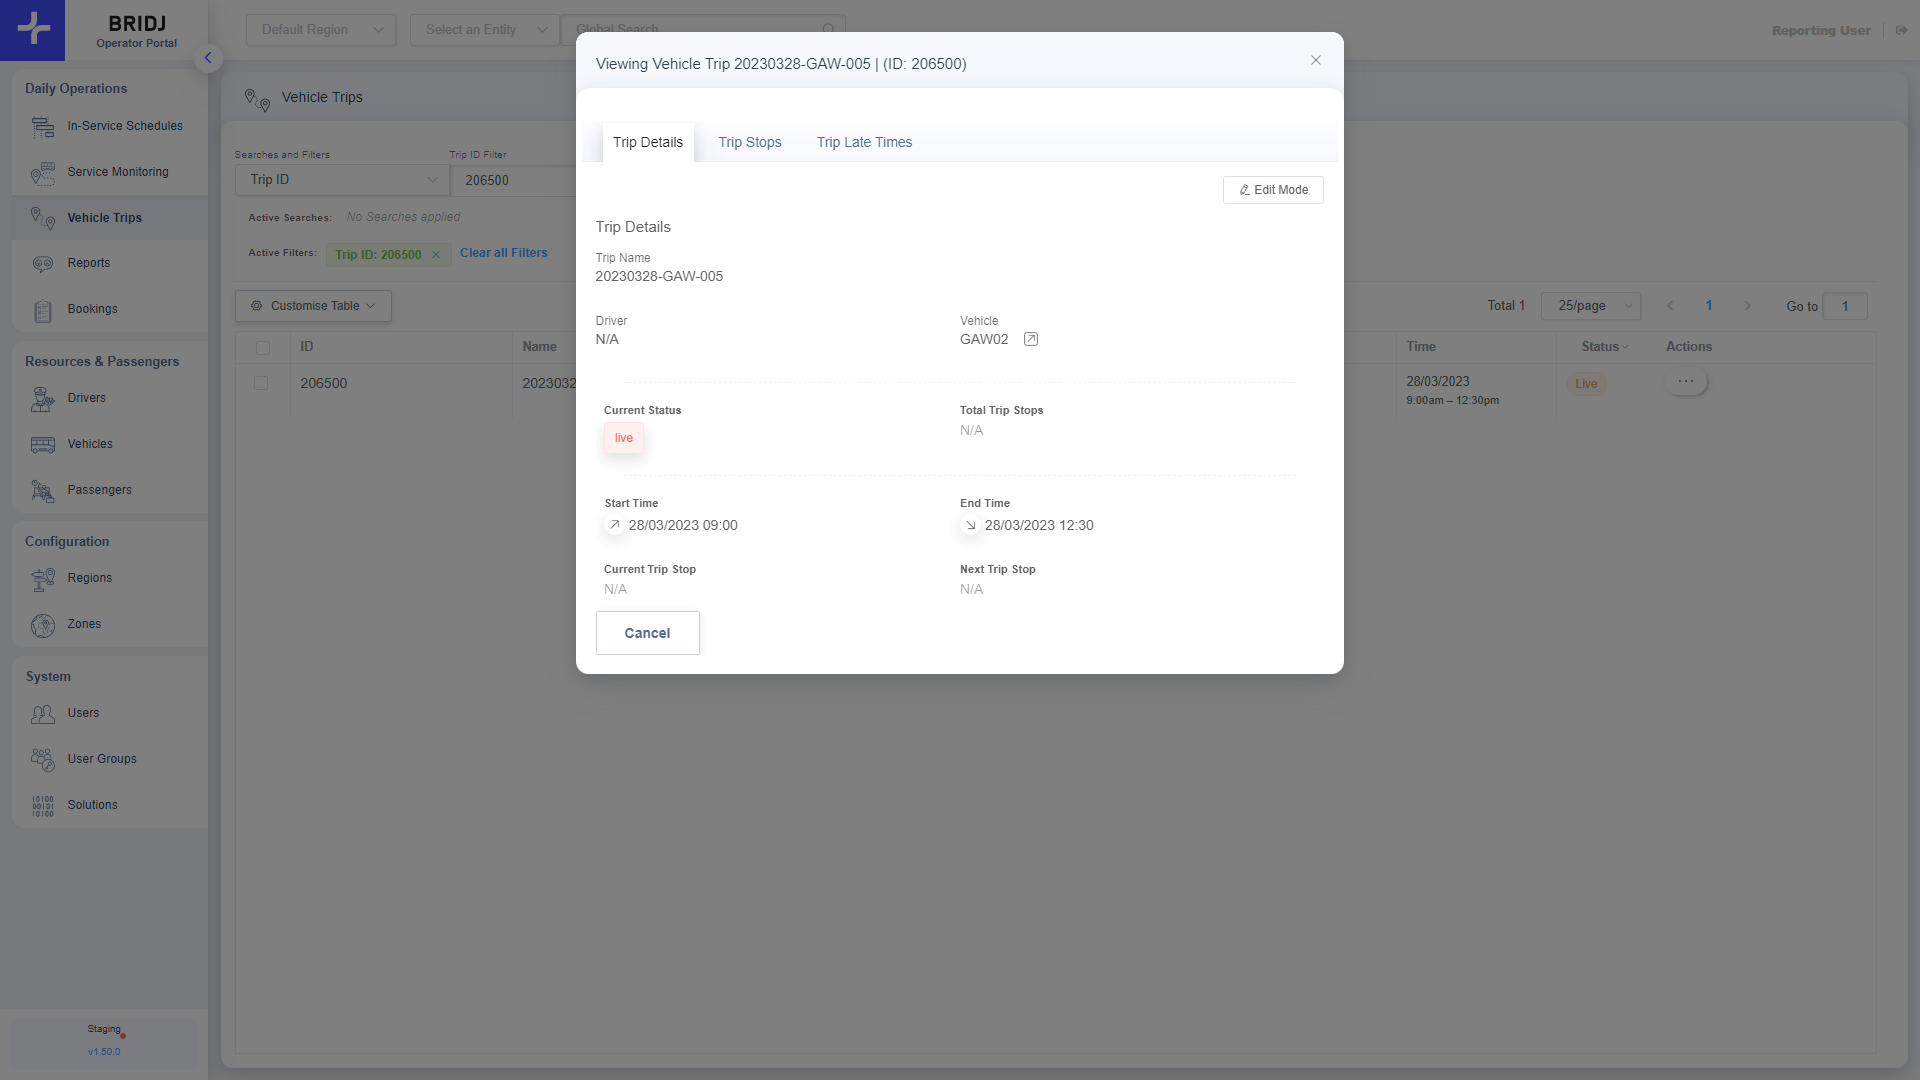 BRIDJ
Operator Portal
Default Region
Select an Entity
Global Search
Reporting User
Daily Operations
In-Service Schedules
Service Monitoring
Vehicle Trips
Reports
Bookings
Resources & Passengers
Drivers
Vehicles
Passengers
Configuration
Regions
Zones
System
Users
User Groups
Solutions
Staging
v1.50.0
Vehicle Trips
Searches and Filters
Trip ID Filter
Trip ID
206500
Active Searches: No Searches applied
Active Filters: Trip ID: 206500 Clear all Filters
Customise Table
Total 1 25/page 1 Go to 1
ID Name Time Status Actions
206500 2023032 28/03/2023 Live
9:00am – 12:30pm
Viewing Vehicle Trip 20230328-GAW-005 | (ID: 206500)
Trip Details Trip Stops Trip Late Times
Edit Mode
Trip Details
Trip Name
20230328-GAW-005
Driver Vehicle
N/A GAW02
Current Status Total Trip Stops
live N/A
Start Time End Time
28/03/2023 09:00 28/03/2023 12:30
Current Trip Stop Next Trip Stop
N/A N/A
Cancel